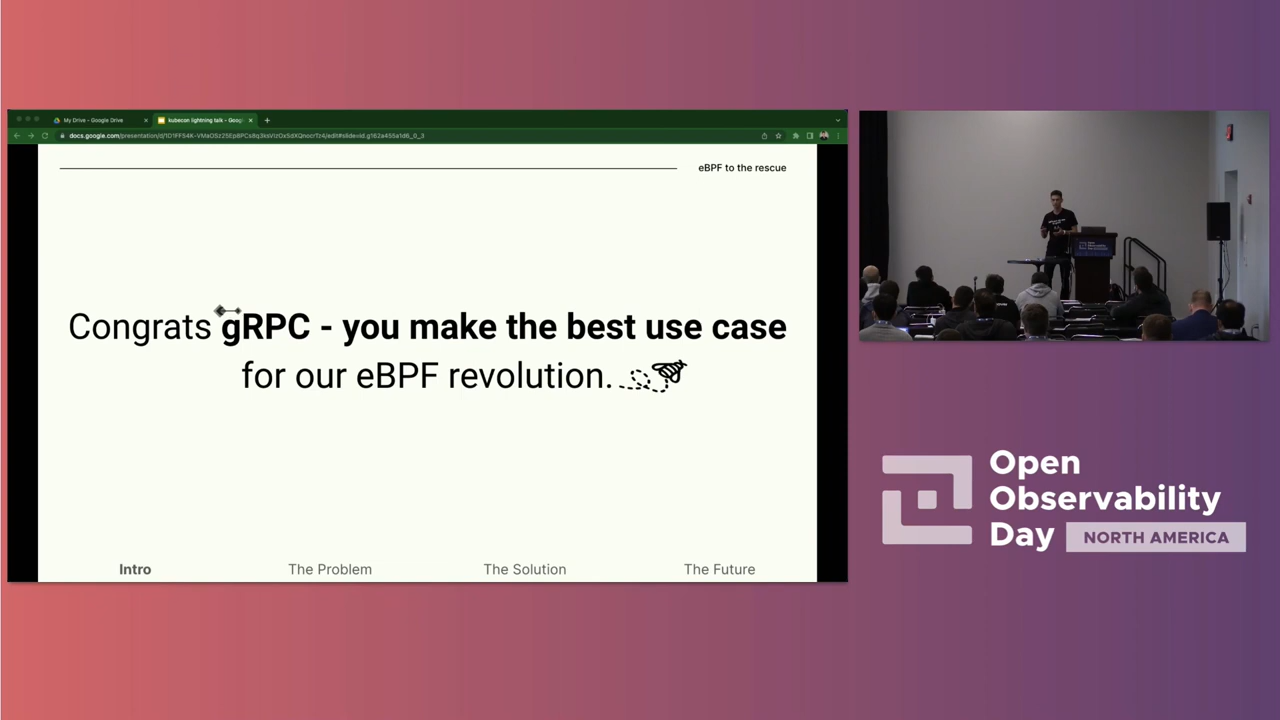 My Drive - Google Drive
kubecon lightning talk - Goog
eBPF to the rescue
Congrats gRPC - you make the best use case
for our eBPF revolution.
Intro
The Problem
The Solution
The Future
Open
Observability
Day
NORTH AMERICA